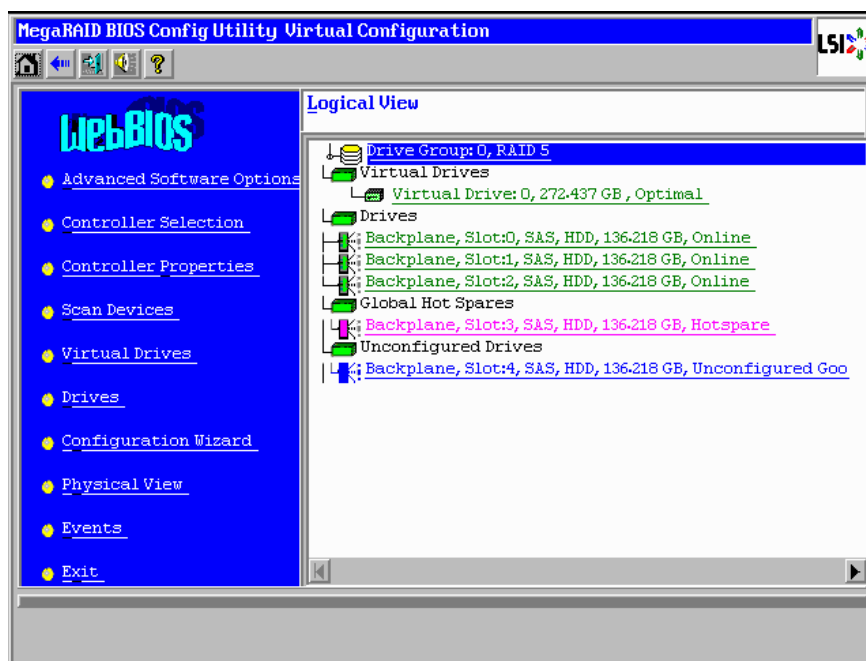 MegaRAID BIOS Config Utility Virtual Configuration
LSI
?
WebBIOS
Advanced Software Options
Controller Selection
Controller Properties
Scan Devices
Virtual Drives
Drives
Configuration Wizard
Physical View
Events
Exit
Logical View
Drive Group: 0, RAID 5
Virtual Drives
Virtual Drive: 0, 272.437 GB , Optimal
Drives
Backplane, Slot:0, SAS, HDD, 136.218 GB, Online
Backplane, Slot:1, SAS, HDD, 136.218 GB, Online
Backplane, Slot:2, SAS, HDD, 136.218 GB, Online
Global Hot Spares
Backplane, Slot:3, SAS, HDD, 136.218 GB, Hotspare
Unconfigured Drives
Backplane, Slot:4, SAS, HDD, 136.218 GB, Unconfigured Goo